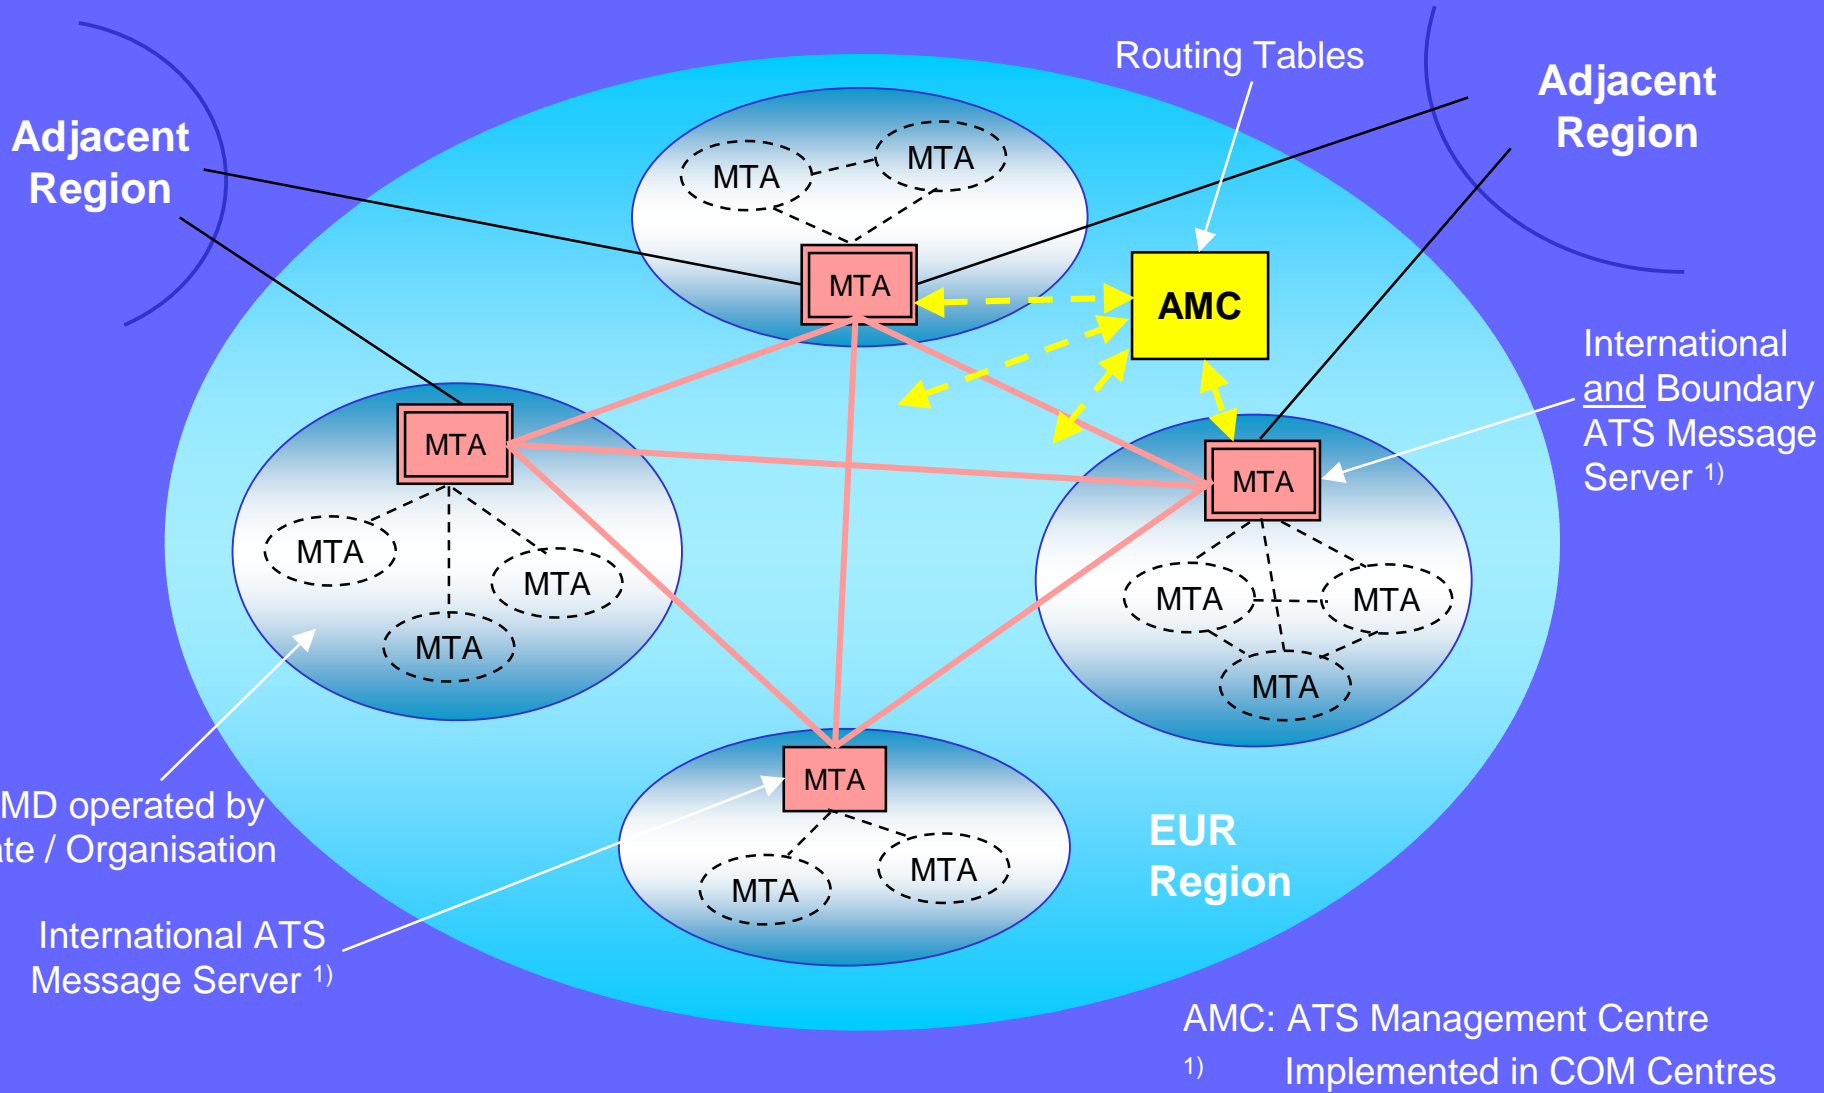 Routing Tables
Adjacent
Region
Adjacent
Region
MTA
MTA
MTA
AMC
International
and Boundary
ATS Message
Server 1)
MTA
MTA
MTA
MTA
MTA
MTA
MTA
MTA
MTA
MD operated by
/ Organisation
MTA
MTA
MTA
EUR
Region
International ATS
Message Server 1)
AMC: ATS Management Centre
1) Implemented in COM Centres